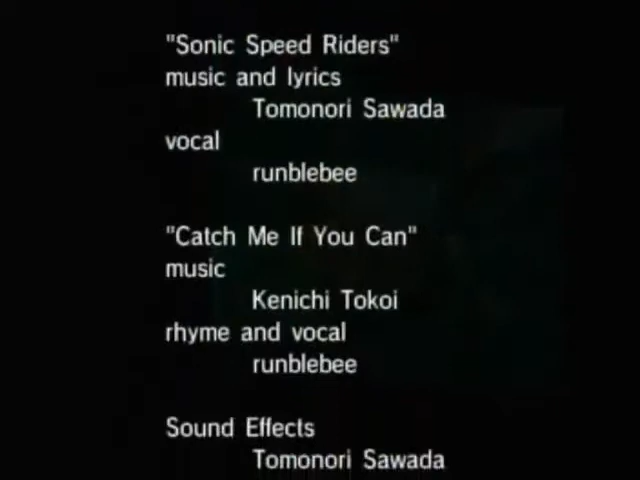 "Sonic Speed Riders"
music and lyrics
Tomonori Sawada
vocal
runblebee
"Catch Me If You Can"
music
Kenichi Tokoi
rhyme and vocal
runblebee
Sound Effects
Tomonori Sawada